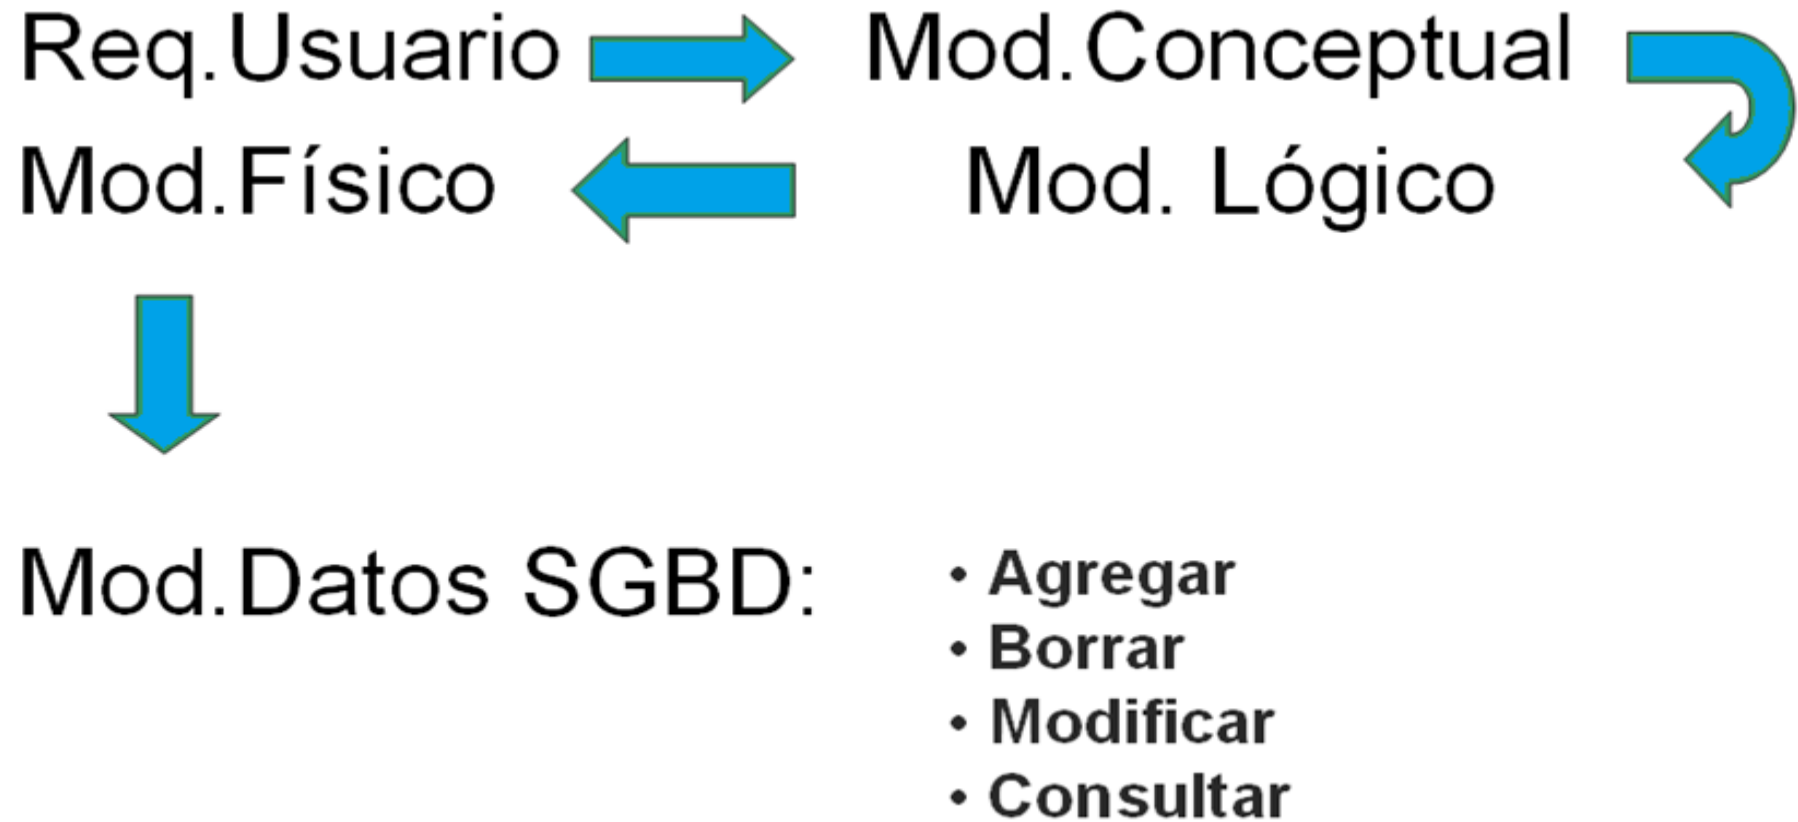 Req.Usuario
Mod.Conceptual
Mod.Físico
Mod. Lógico
Mod.Datos SGBD:
• Agregar
• Borrar
• Modificar
• Consultar